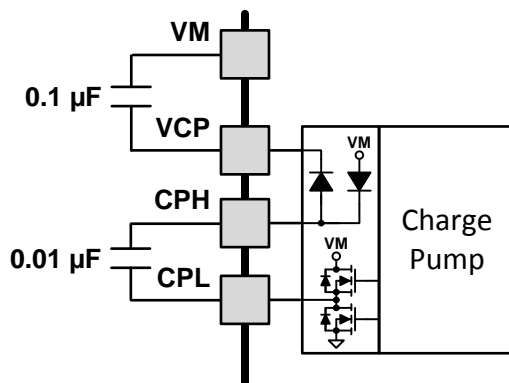 VM
0.1 µF
VCP
VM
CPH
Charge
Pump
0.01 µF
VM
CPL